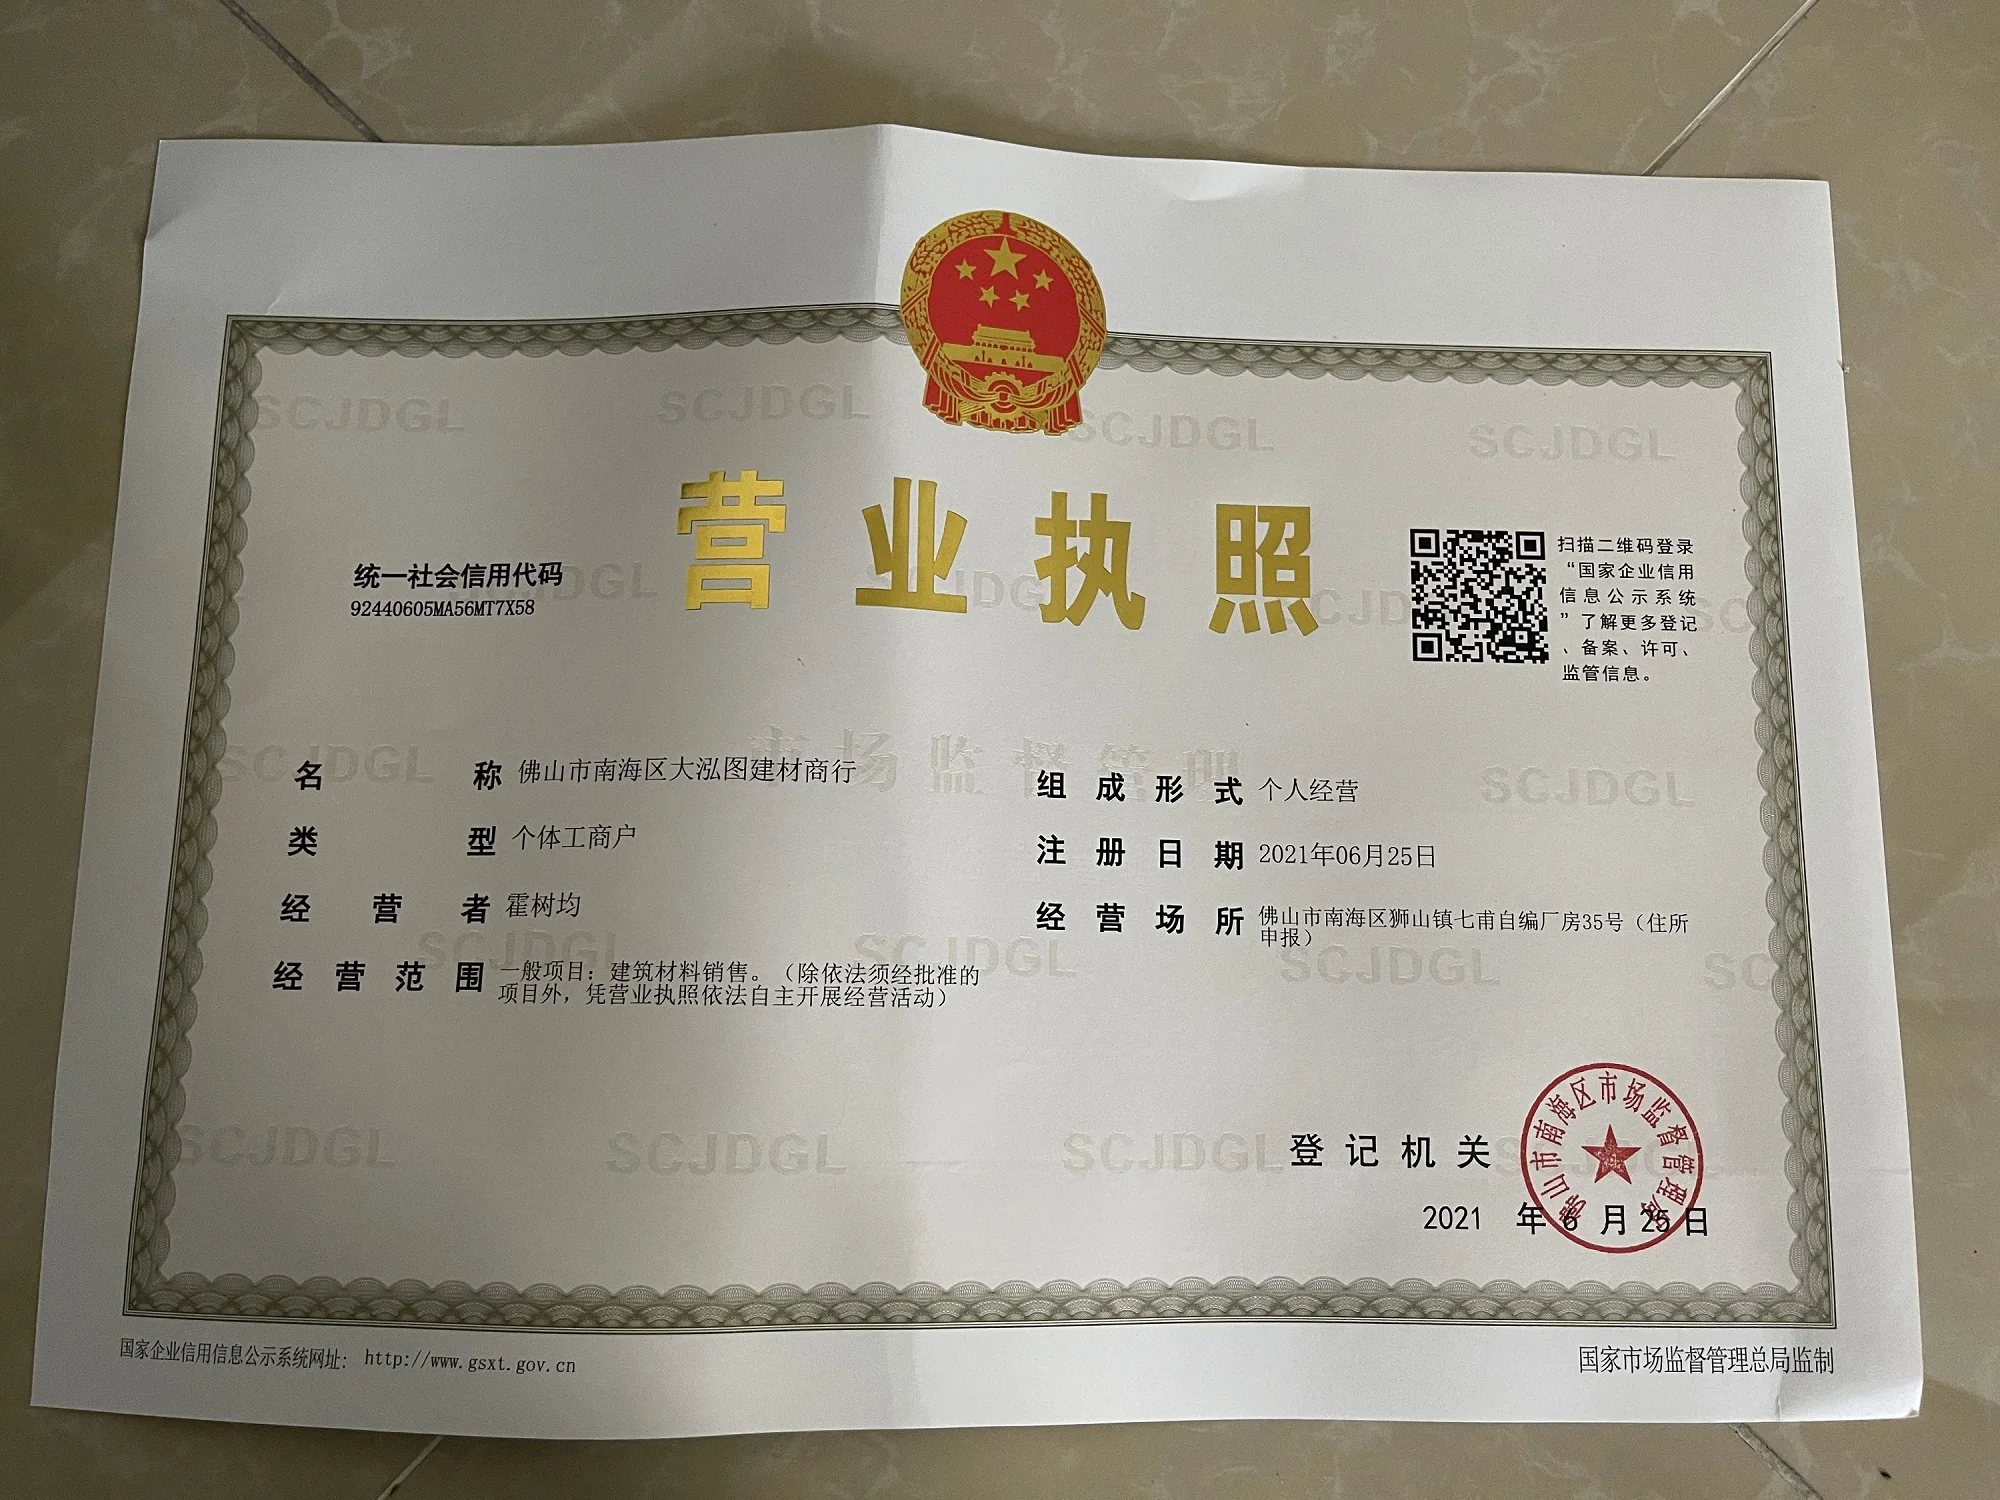 营业执照
统一社会信用代码
92440605MA56MT7X58
扫描二维码登录
“国家企业信用
信息公示系统
”了解更多登记
、备案、许可、
监管信息。
名称 佛山市南海区大泓图建材商行
类型 个体工商户
经营者 霍树均
经营范围 一般项目：建筑材料销售。（除依法须经批准的
项目外，凭营业执照依法自主开展经营活动）
组成形式 个人经营
注册日期 2021年06月25日
经营场所 佛山市南海区狮山镇七甫自编厂房35号（住所
申报）
登记机关
佛山市南海区市场监督管理局
2021 年 6 月 25 日
国家企业信用信息公示系统网址： http://www.gsxt.gov.cn
国家市场监督管理总局监制
SCJDGL
市场监督管理